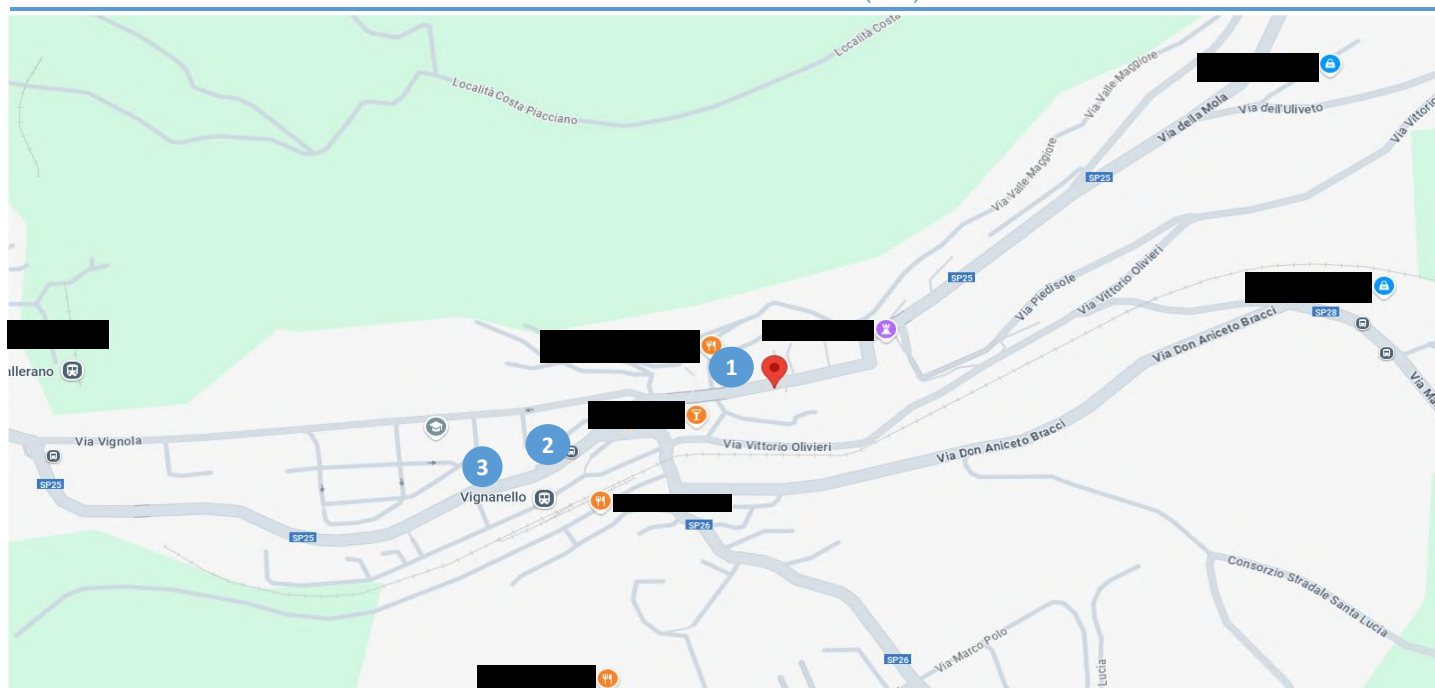 Località Costa
Località Costa Piacciano
Via Valle Maggiore
Via della Mola
Via dell'Uliveto
Via Vittorio
Via Valle Maggiore
SP25
SP25
Via Piedisole
Via Vittorio Olivieri
SP28
Via Don Aniceto Bracci
allerano
1
Via Vignola
2
Via Vittorio Olivieri
Via Don Aniceto Bracci
3
SP25
Vignanello
SP26
SP25
Consorzio Stradale Santa Lucia
Via Marco Polo
SP26
Lucia